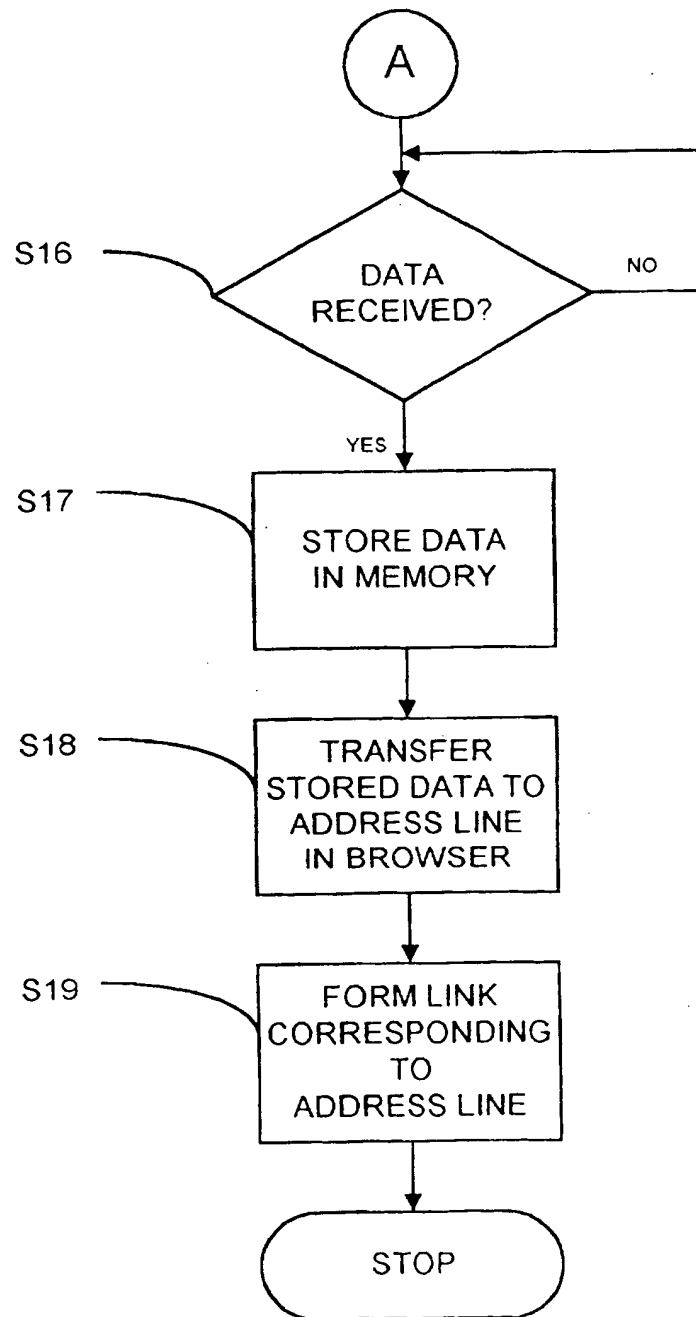 A
S16
DATA
RECEIVED?
NO
YES
S17
STORE DATA
IN MEMORY
S18
TRANSFER
STORED DATA TO
ADDRESS LINE
IN BROWSER
S19
FORM LINK
CORRESPONDING
TO
ADDRESS LINE
STOP